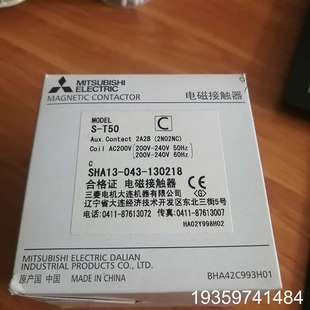 MITSUBISHI
ELECTRIC
MAGNETIC CONTACTOR
电磁接触器
MODEL
S-T50
C
Aux.Contact 2A2B (2NO2NC)
Coil AC200V 200V-240V 50Hz
200V-240V 60Hz
C
SHA13-043-130218
合格证 电磁接触器
三菱电机大连机器有限公司
辽宁省大连经济技术开发区东北三街5号
电话:0411-87613072 传真:0411-87613007
HA02Y998H02
MITSUBISHI ELECTRIC DALIAN
INDUSTRIAL PRODUCTS CO., LTD.
原产国 中国 MADE IN CHINA
BHA42C993H01
19359741484